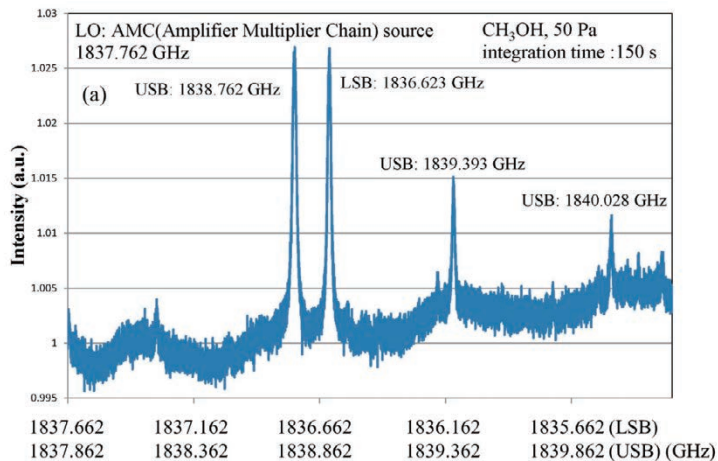 1.03
LO: AMC(Amplifier Multiplier Chain) source
1837.762 GHz
CH₃OH, 50 Pa
integration time :150 s
1.025
(a)
USB: 1838.762 GHz
LSB: 1836.623 GHz
1.02
USB: 1839.393 GHz
1.015
USB: 1840.028 GHz
1.01
1.005
1
0.995
Intensity (a.u.)
1837.662 1837.162 1836.662 1836.162 1835.662 (LSB)
1837.862 1838.362 1838.862 1839.362 1839.862 (USB) (GHz)